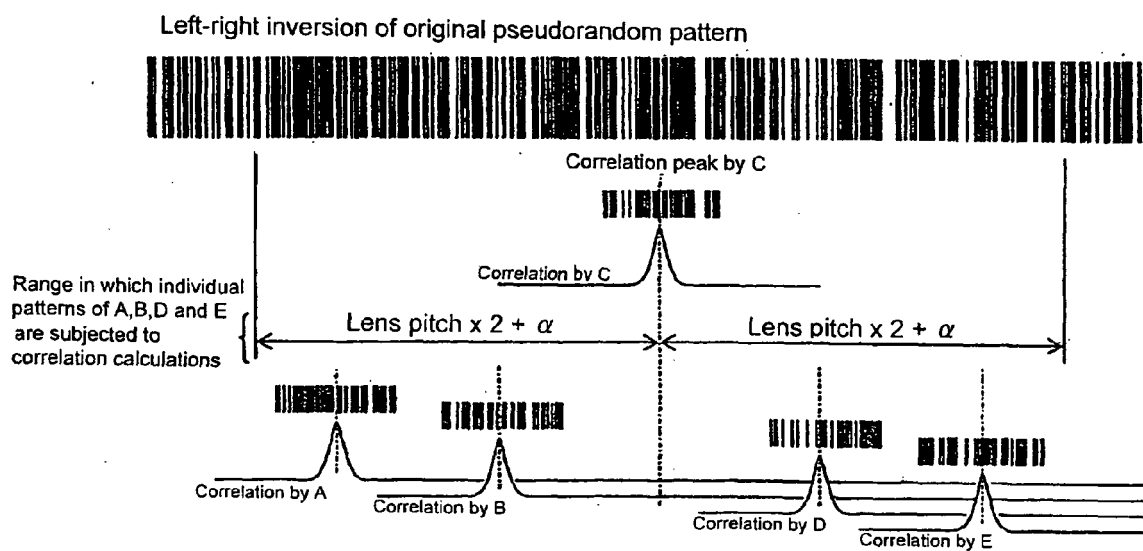 Left-right inversion of original pseudorandom pattern
Correlation peak by C
Correlation by C
Range in which individual
patterns of A,B,D and E
are subjected to
correlation calculations
Lens pitch x 2 + α
Lens pitch x 2 + α
Correlation by A
Correlation by B
Correlation by D
Correlation by E